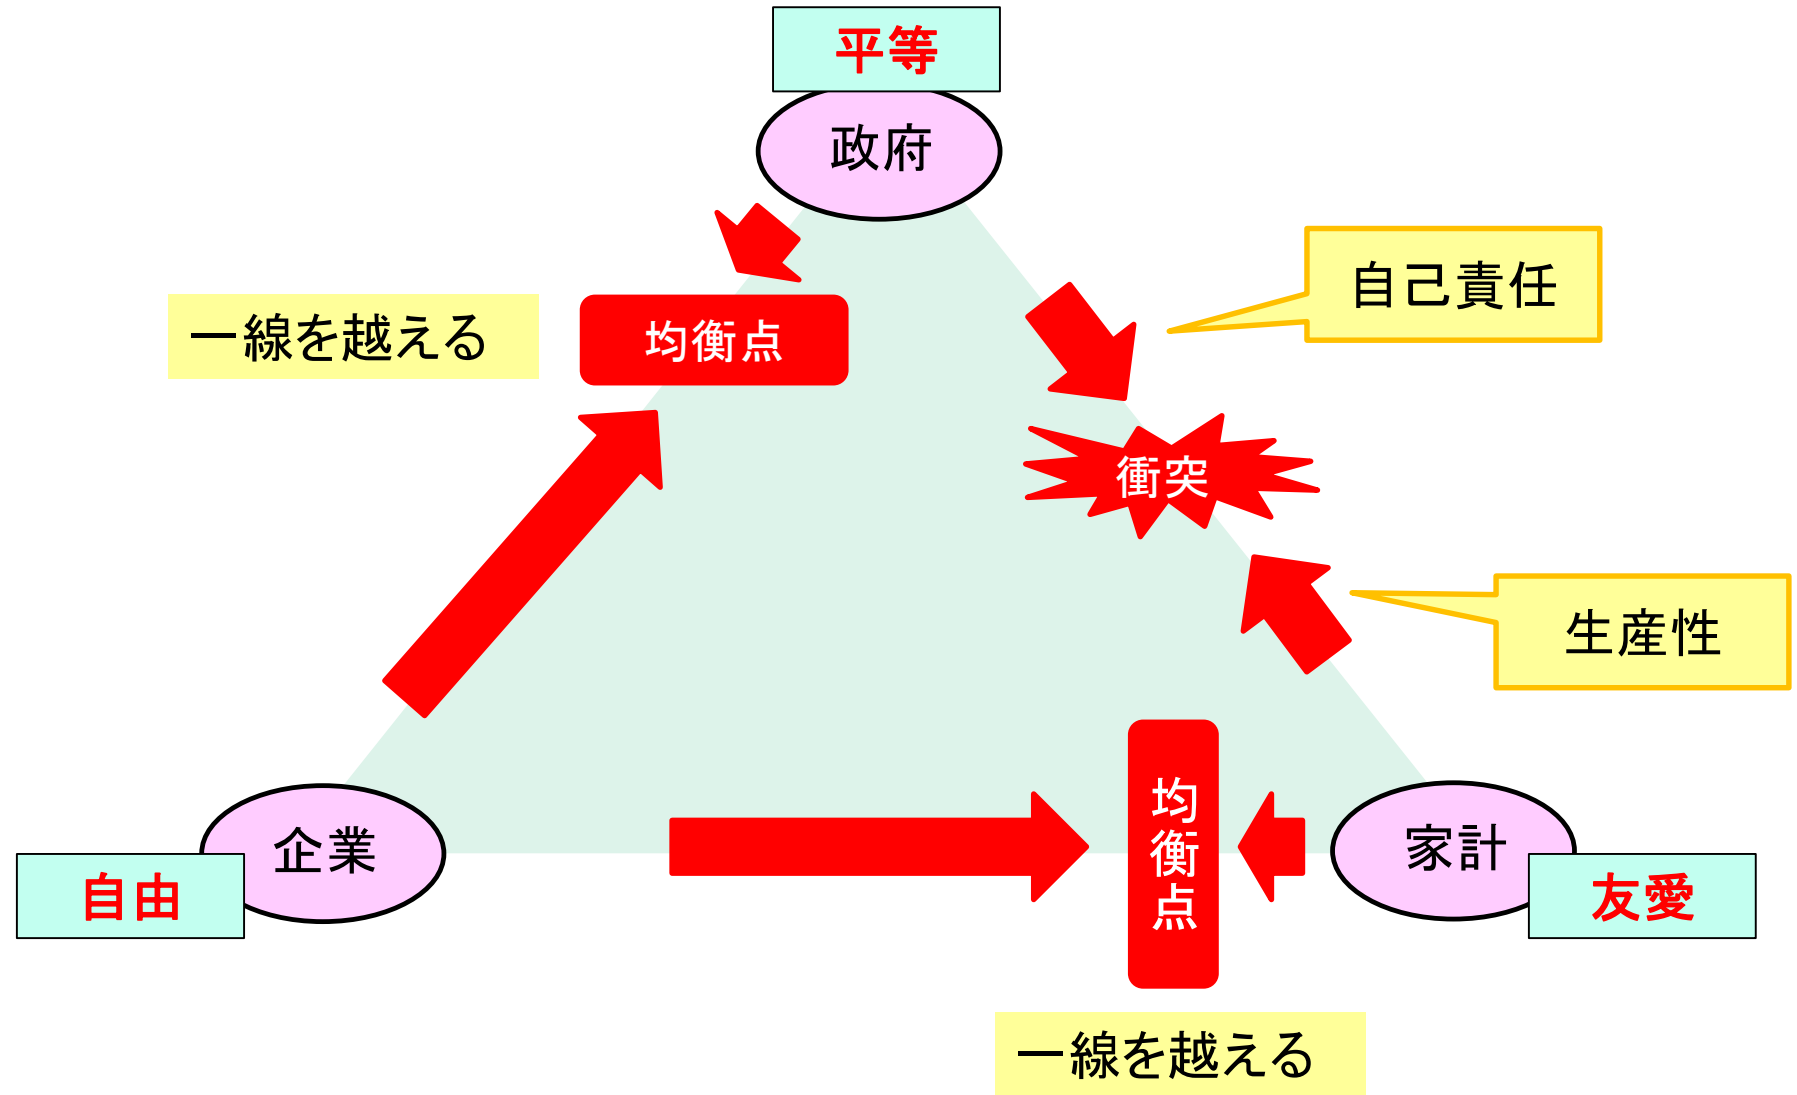 平等
政府
自己責任
一線を越える
均衡点
衝突
生産性
均衡点
企業
家計
自由
友愛
一線を越える